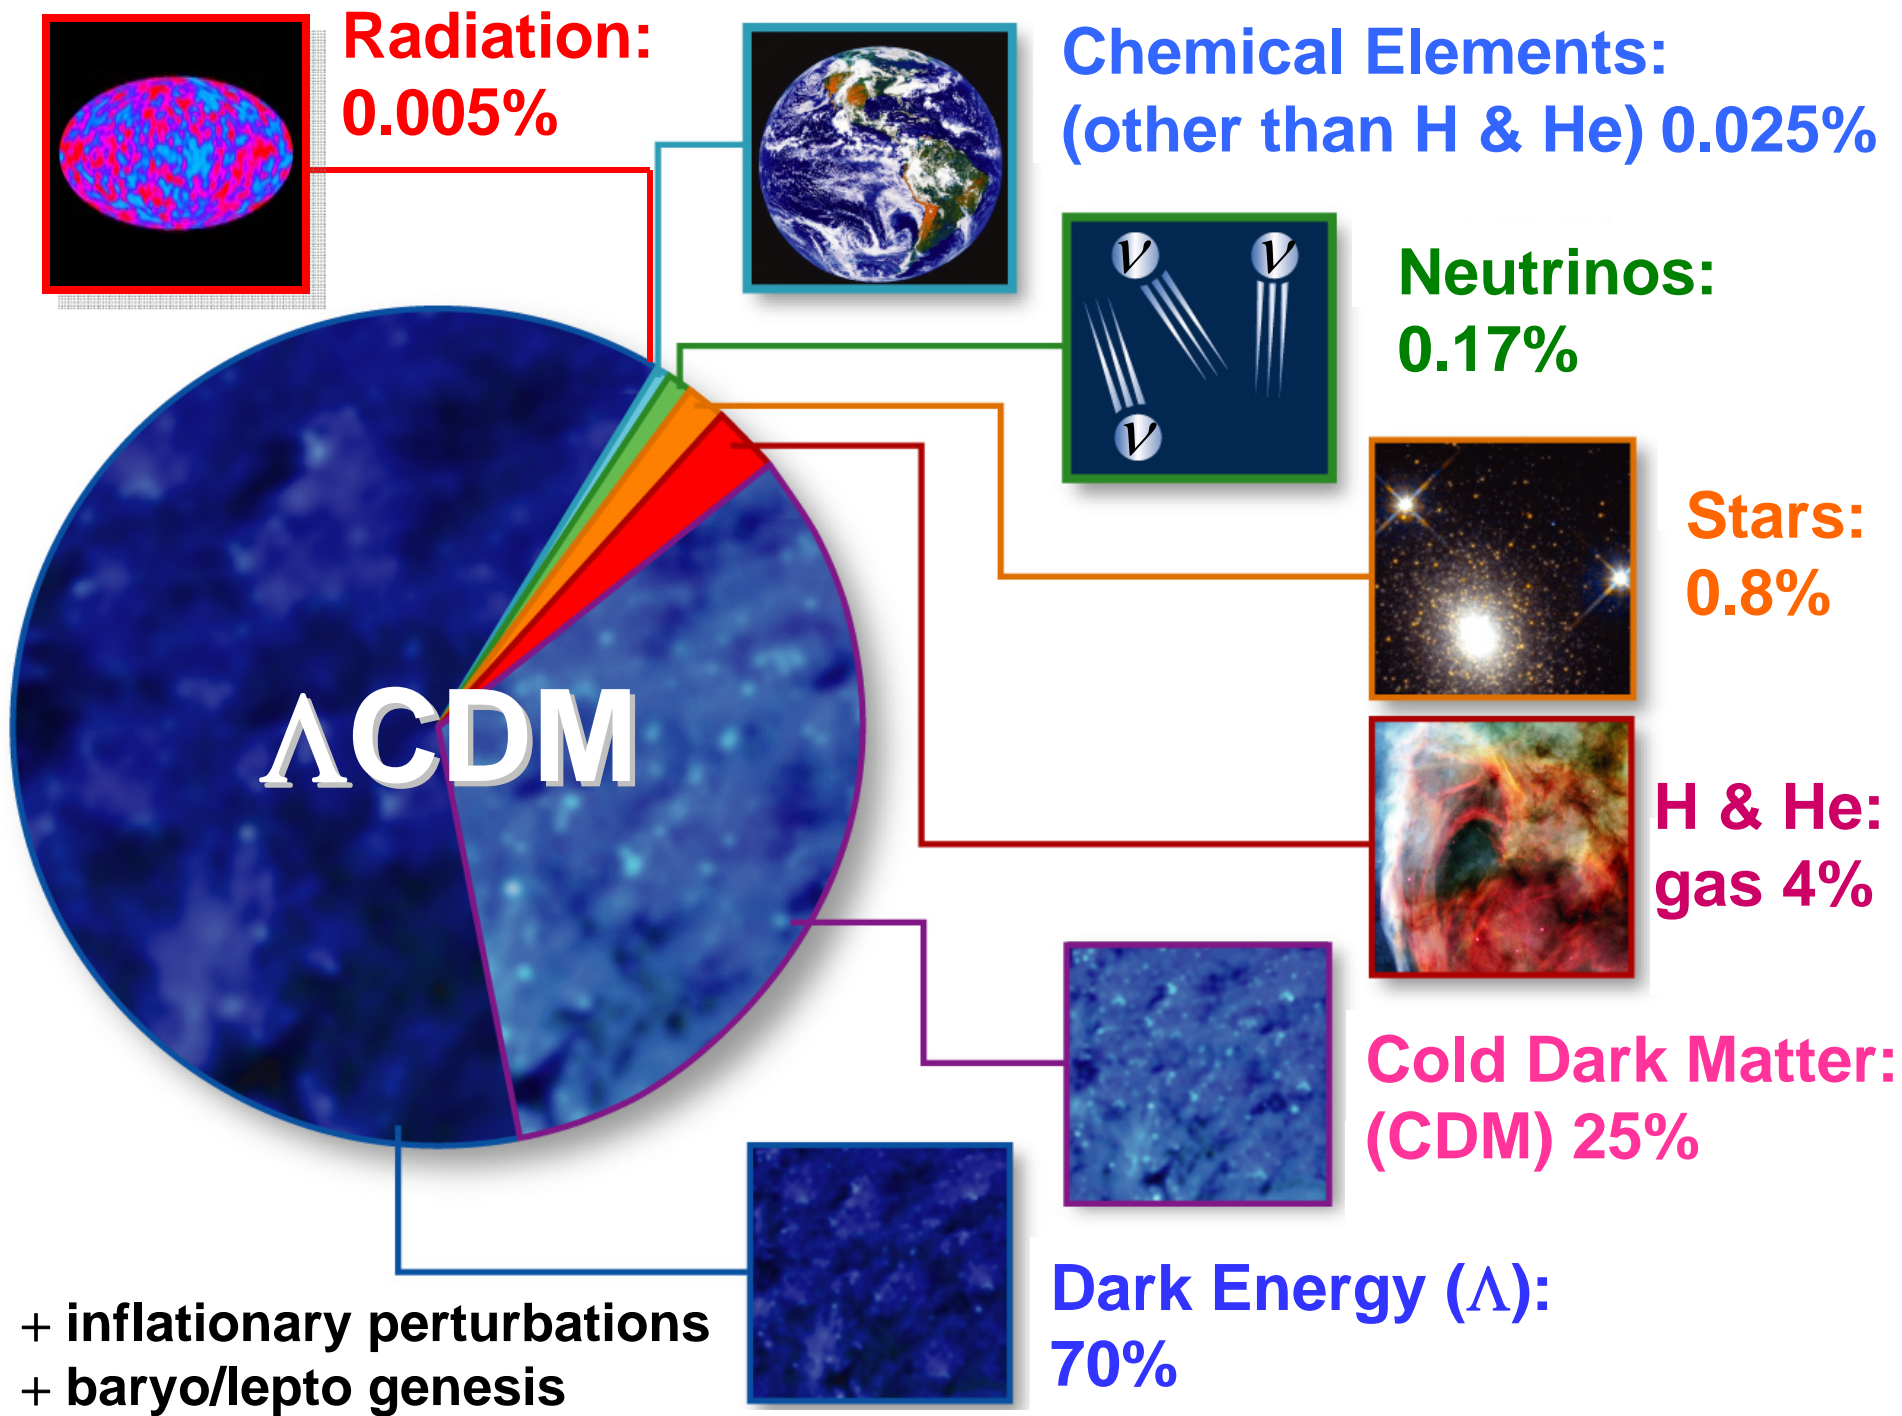 Radiation:
0.005%
Chemical Elements:
(other than H & He) 0.025%
ν
ν
ν
Neutrinos:
0.17%
Stars:
0.8%
ΛCDM
H & He:
gas 4%
Cold Dark Matter:
(CDM) 25%
Dark Energy (Λ):
70%
+ inflationary perturbations
+ baryo/lepto genesis